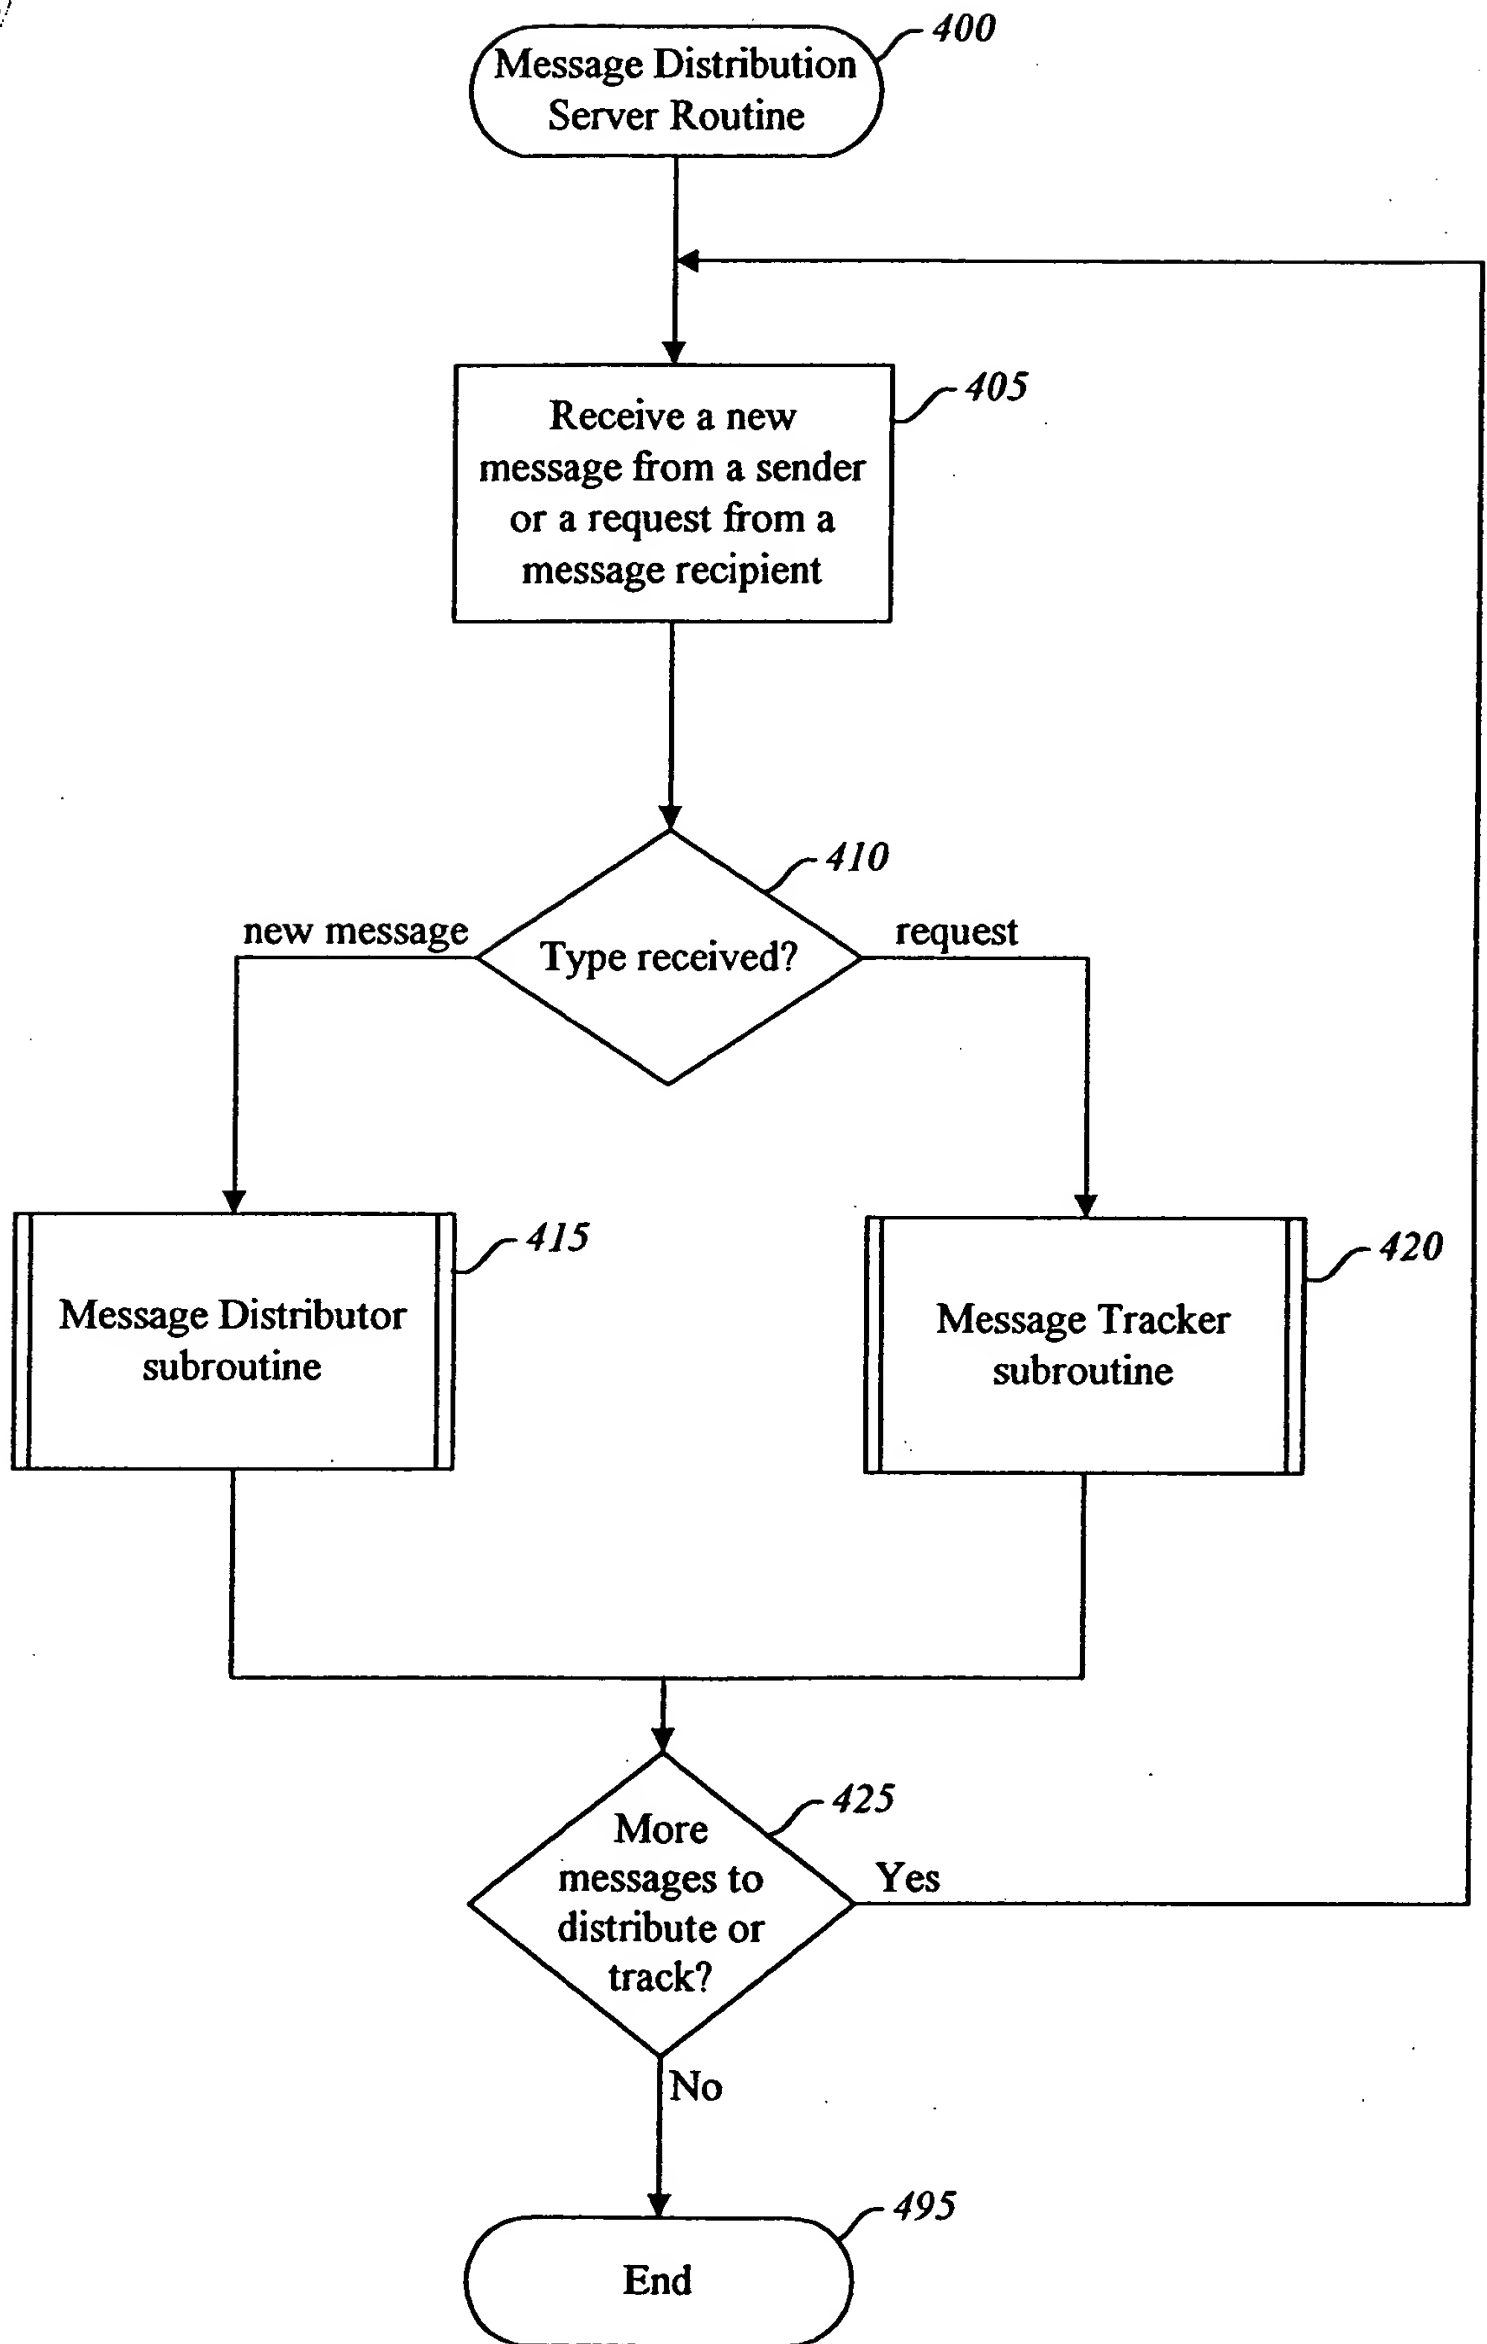 400
Message Distribution
Server Routine
405
Receive a new
message from a sender
or a request from a
message recipient
410
new message
Type received?
request
415
Message Distributor
subroutine
420
Message Tracker
subroutine
425
More
messages to
distribute or
track?
Yes
No
495
End